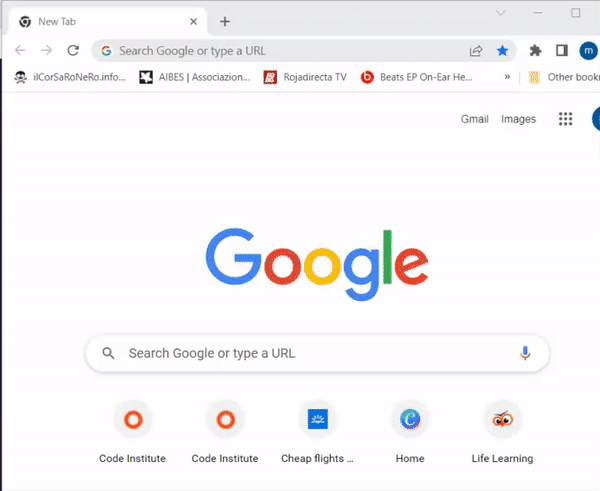 New Tab
Search Google or type a URL
m
ilCorSaRoNeRo.info...
AIBES | Associazion...
Rojadirecta TV
Beats EP On-Ear He...
»
Other bookm
Gmail
Images
Google
Search Google or type a URL
Code Institute
Code Institute
Cheap flights ...
Home
Life Learning